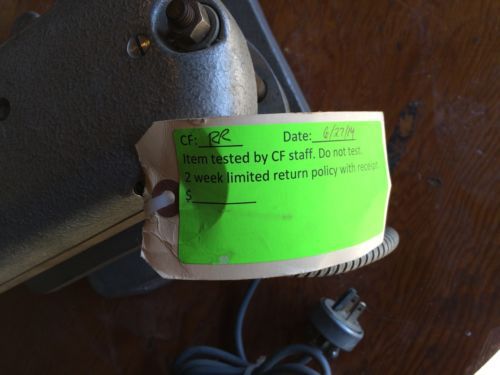 CF: RR Date: 6/27/14
Item tested by CF staff. Do not test.
2 week limited return policy with receipt.
$